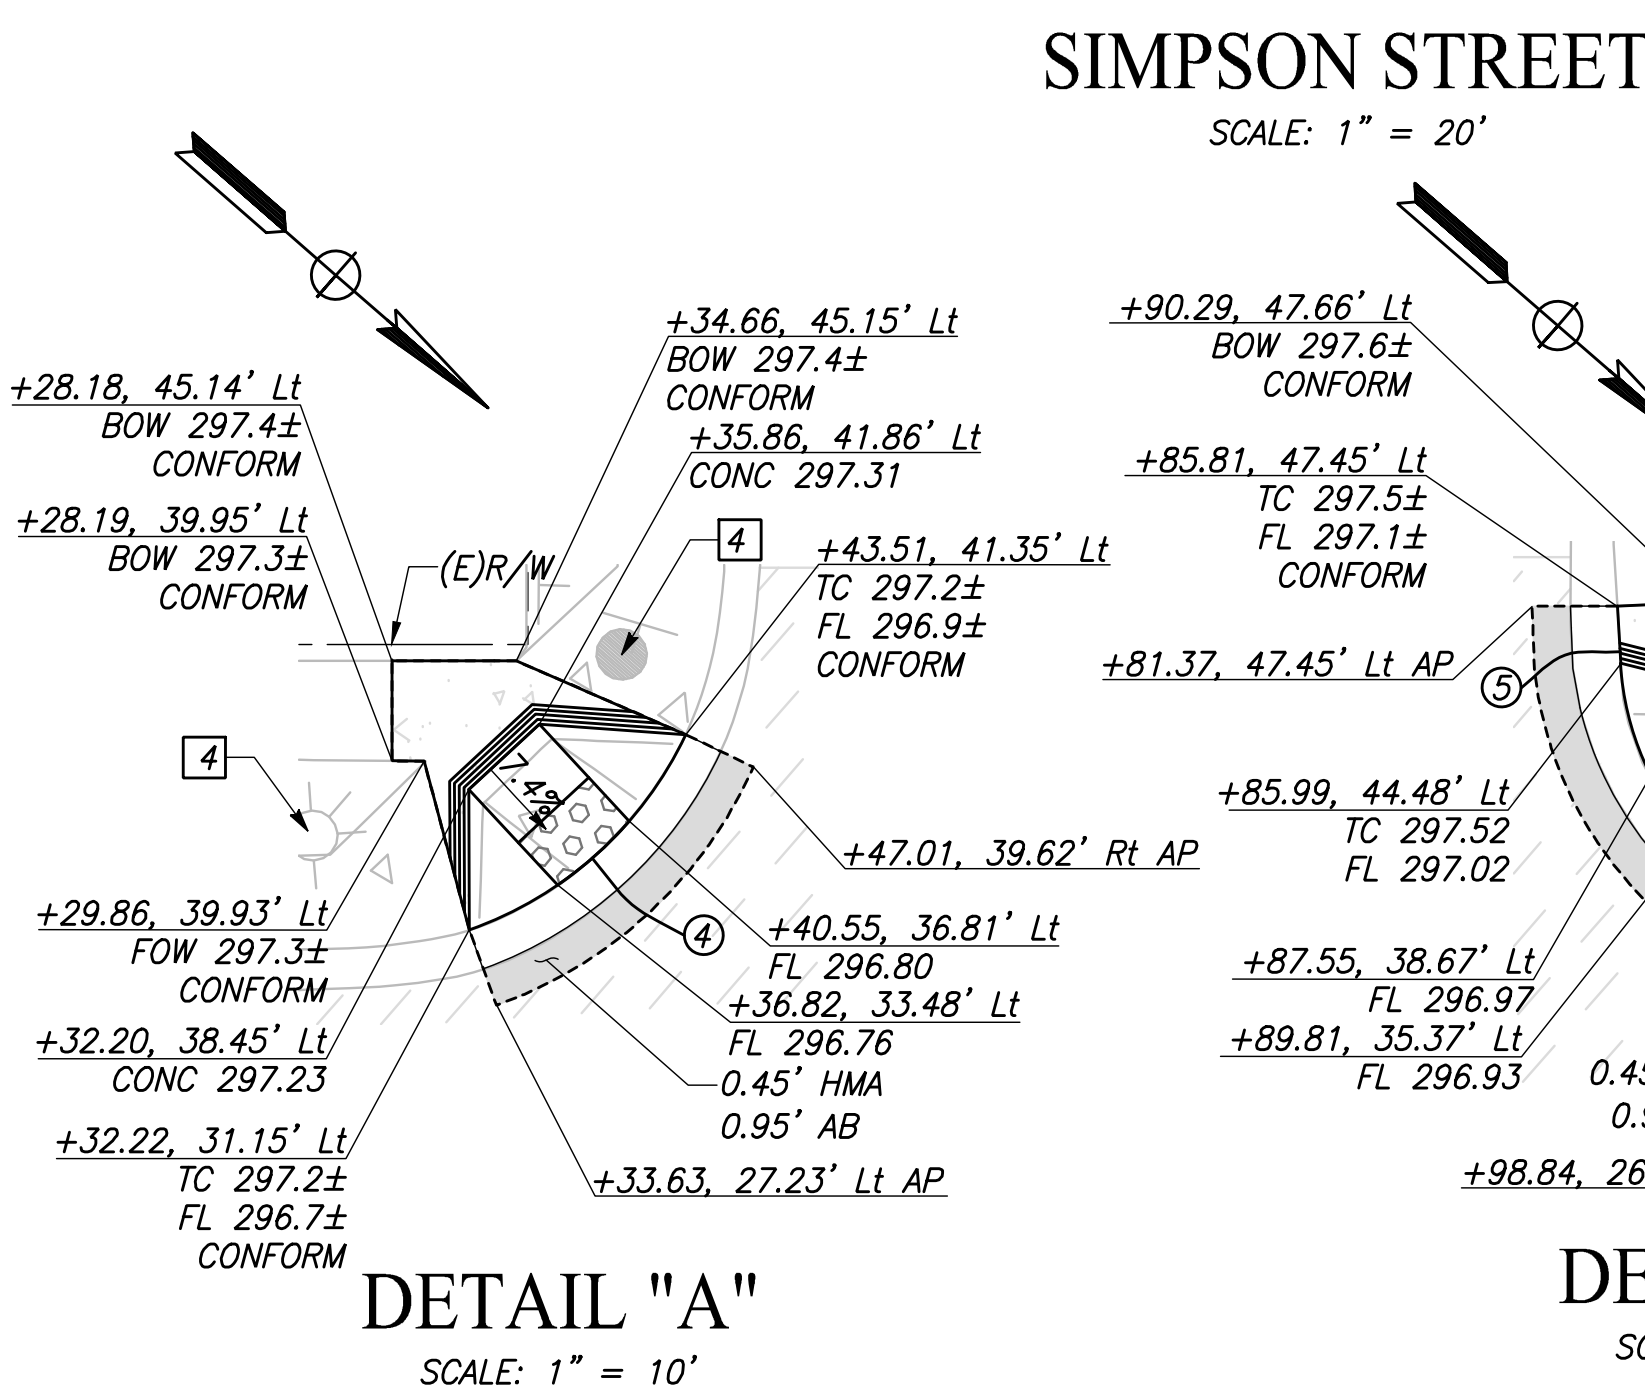 SIMPSON STREET
SCALE: 1" = 20'
+34.66, 45.15' Lt
BOW 297.4±
CONFORM
+35.86, 41.86' Lt
CONC 297.31
+28.18, 45.14' Lt
BOW 297.4±
CONFORM
+28.19, 39.95' Lt
BOW 297.3±
CONFORM
(E)R/W
4
+43.51, 41.35' Lt
TC 297.2±
FL 296.9±
CONFORM
4
7.4%
+47.01, 39.62' Rt AP
+29.86, 39.93' Lt
FOW 297.3±
CONFORM
4
+40.55, 36.81' Lt
FL 296.80
+36.82, 33.48' Lt
FL 296.76
0.45' HMA
0.95' AB
+32.20, 38.45' Lt
CONC 297.23
+32.22, 31.15' Lt
TC 297.2±
FL 296.7±
CONFORM
+33.63, 27.23' Lt AP
DETAIL "A"
SCALE: 1" = 10'
+90.29, 47.66' Lt
BOW 297.6±
CONFORM
+85.81, 47.45' Lt
TC 297.5±
FL 297.1±
CONFORM
+81.37, 47.45' Lt AP
5
+85.99, 44.48' Lt
TC 297.52
FL 297.02
+87.55, 38.67' Lt
FL 296.97
+89.81, 35.37' Lt
FL 296.93
0.45
0.9
+98.84, 26
DE
SC